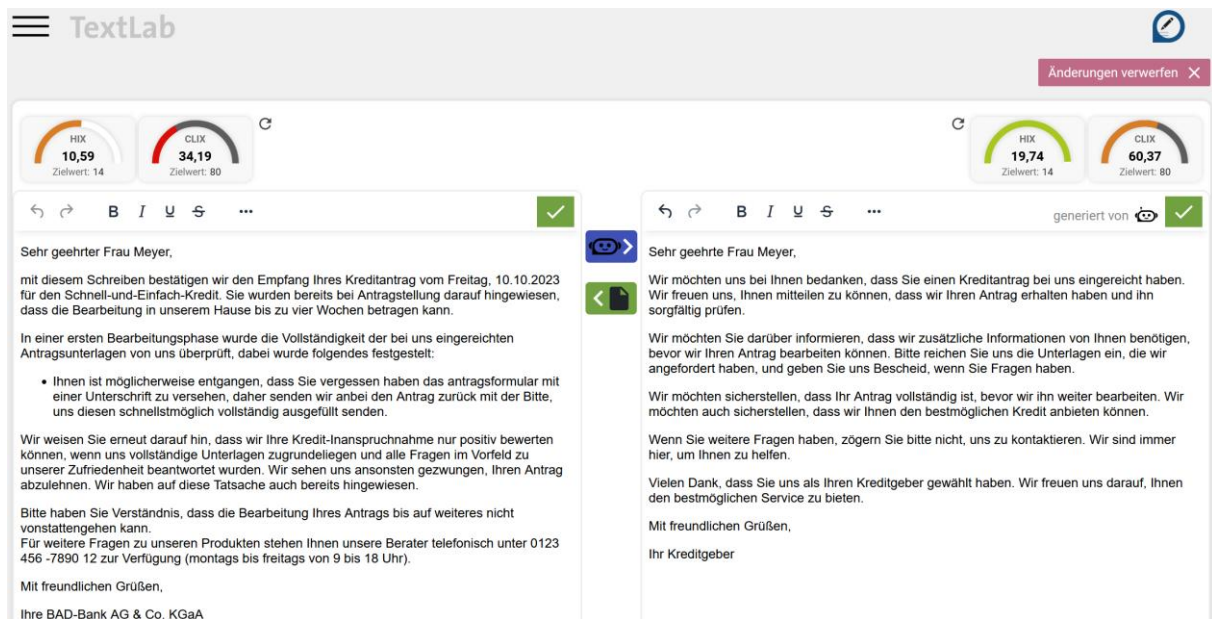 TextLab
Änderungen verwerfen
HIX
10,59
Zielwert: 14
CLIX
34,19
Zielwert: 80
HIX
19,74
Zielwert: 14
CLIX
60,37
Zielwert: 80
B I U S ...
B I U S ...
generiert von
Sehr geehrter Frau Meyer,
mit diesem Schreiben bestätigen wir den Empfang Ihres Kreditantrag vom Freitag, 10.10.2023
für den Schnell-und-Einfach-Kredit. Sie wurden bereits bei Antragstellung darauf hingewiesen,
dass die Bearbeitung in unserem Hause bis zu vier Wochen betragen kann.
In einer ersten Bearbeitungsphase wurde die Vollständigkeit der bei uns eingereichten
Antragsunterlagen von uns überprüft, dabei wurde folgendes festgestellt:
• Ihnen ist möglicherweise entgangen, dass Sie vergessen haben das antragsformular mit
einer Unterschrift zu versehen, daher senden wir anbei den Antrag zurück mit der Bitte,
uns diesen schnellstmöglich vollständig ausgefüllt senden.
Wir weisen Sie erneut darauf hin, dass wir Ihre Kredit-Inanspruchnahme nur positiv bewerten
können, wenn uns vollständige Unterlagen zugrundeliegen und alle Fragen im Vorfeld zu
unserer Zufriedenheit beantwortet wurden. Wir sehen uns ansonsten gezwungen, Ihren Antrag
abzulehnen. Wir haben auf diese Tatsache auch bereits hingewiesen.
Bitte haben Sie Verständnis, dass die Bearbeitung Ihres Antrags bis auf weiteres nicht
vonstattengehen kann.
Für weitere Fragen zu unseren Produkten stehen Ihnen unsere Berater telefonisch unter 0123
456 -7890 12 zur Verfügung (montags bis freitags von 9 bis 18 Uhr).
Mit freundlichen Grüßen,
Ihre BAD-Bank AG & Co. KGaA
Sehr geehrte Frau Meyer,
Wir möchten uns bei Ihnen bedanken, dass Sie einen Kreditantrag bei uns eingereicht haben.
Wir freuen uns, Ihnen mitteilen zu können, dass wir Ihren Antrag erhalten haben und ihn
sorgfältig prüfen.
Wir möchten Sie darüber informieren, dass wir zusätzliche Informationen von Ihnen benötigen,
bevor wir Ihren Antrag bearbeiten können. Bitte reichen Sie uns die Unterlagen ein, die wir
angefordert haben, und geben Sie uns Bescheid, wenn Sie Fragen haben.
Wir möchten sicherstellen, dass Ihr Antrag vollständig ist, bevor wir ihn weiter bearbeiten. Wir
möchten auch sicherstellen, dass wir Ihnen den bestmöglichen Kredit anbieten können.
Wenn Sie weitere Fragen haben, zögern Sie bitte nicht, uns zu kontaktieren. Wir sind immer
hier, um Ihnen zu helfen.
Vielen Dank, dass Sie uns als Ihren Kreditgeber gewählt haben. Wir freuen uns darauf, Ihnen
den bestmöglichen Service zu bieten.
Mit freundlichen Grüßen,
Ihr Kreditgeber